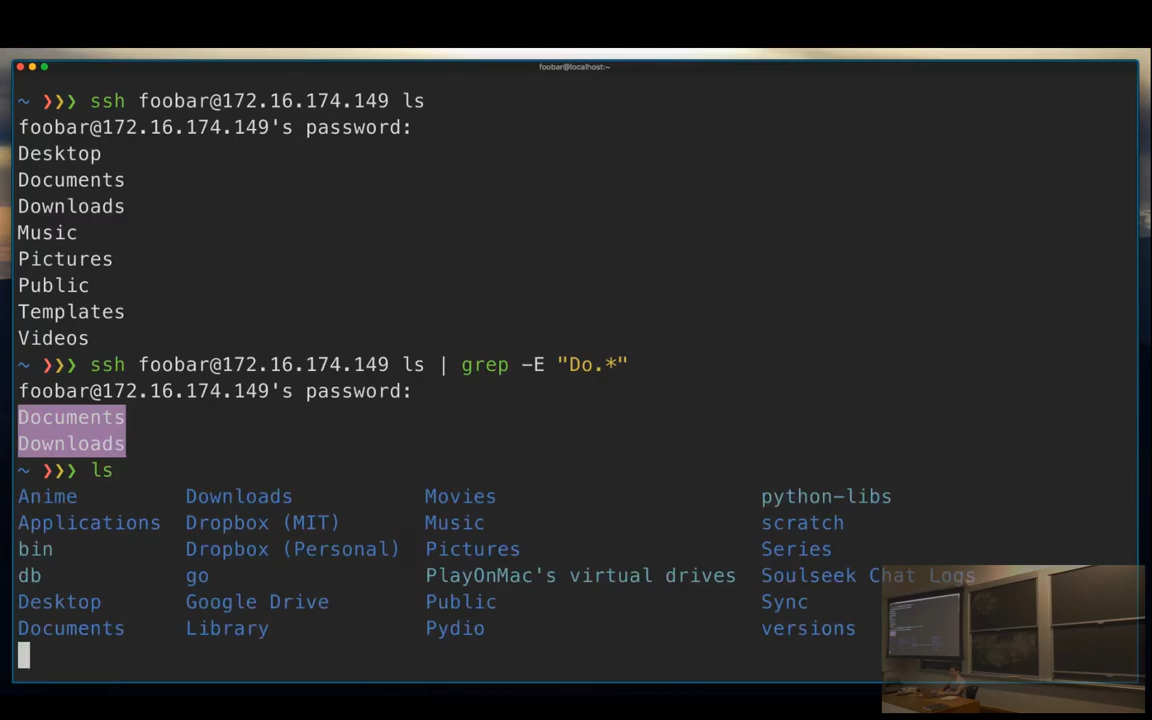 foobar@localhost:~
~ ❯❯❯ ssh foobar@172.16.174.149 ls
foobar@172.16.174.149's password:
Desktop
Documents
Downloads
Music
Pictures
Public
Templates
Videos
~ ❯❯❯ ssh foobar@172.16.174.149 ls | grep -E "Do.*"
foobar@172.16.174.149's password:
Documents
Downloads
~ ❯❯❯ ls
Anime Downloads Movies python-libs
Applications Dropbox (MIT) Music scratch
bin Dropbox (Personal) Pictures Series
db go PlayOnMac's virtual drives Soulseek Chat Logs
Desktop Google Drive Public Sync
Documents Library Pydio versions